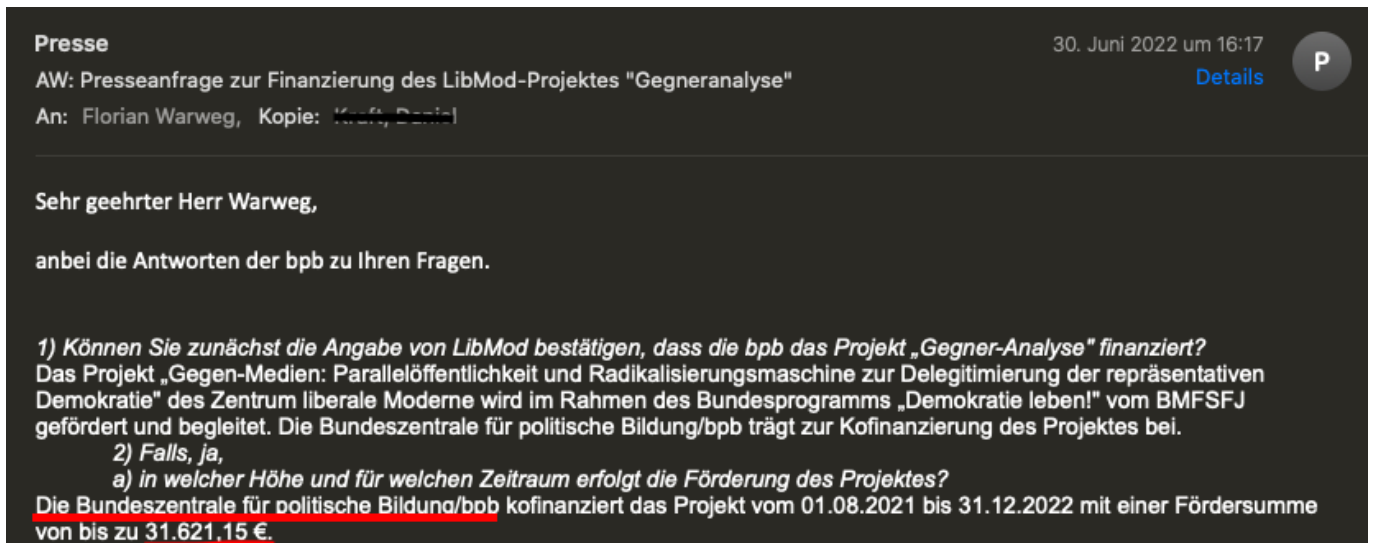 Presse
30. Juni 2022 um 16:17
P
AW: Presseanfrage zur Finanzierung des LibMod-Projektes "Gegneranalyse"
Details
An: Florian Warweg, Kopie:
Sehr geehrter Herr Warweg,
anbei die Antworten der bpb zu Ihren Fragen.
1) Können Sie zunächst die Angabe von LibMod bestätigen, dass die bpb das Projekt „Gegner-Analyse" finanziert?
Das Projekt „Gegen-Medien: Parallelöffentlichkeit und Radikalisierungsmaschine zur Delegitimierung der repräsentativen
Demokratie" des Zentrum liberale Moderne wird im Rahmen des Bundesprogramms „Demokratie leben!" vom BMFSFJ
gefördert und begleitet. Die Bundeszentrale für politische Bildung/bpb trägt zur Kofinanzierung des Projektes bei.
2) Falls, ja,
a) in welcher Höhe und für welchen Zeitraum erfolgt die Förderung des Projektes?
Die Bundeszentrale für politische Bildung/bpb kofinanziert das Projekt vom 01.08.2021 bis 31.12.2022 mit einer Fördersumme
von bis zu 31.621,15 €.